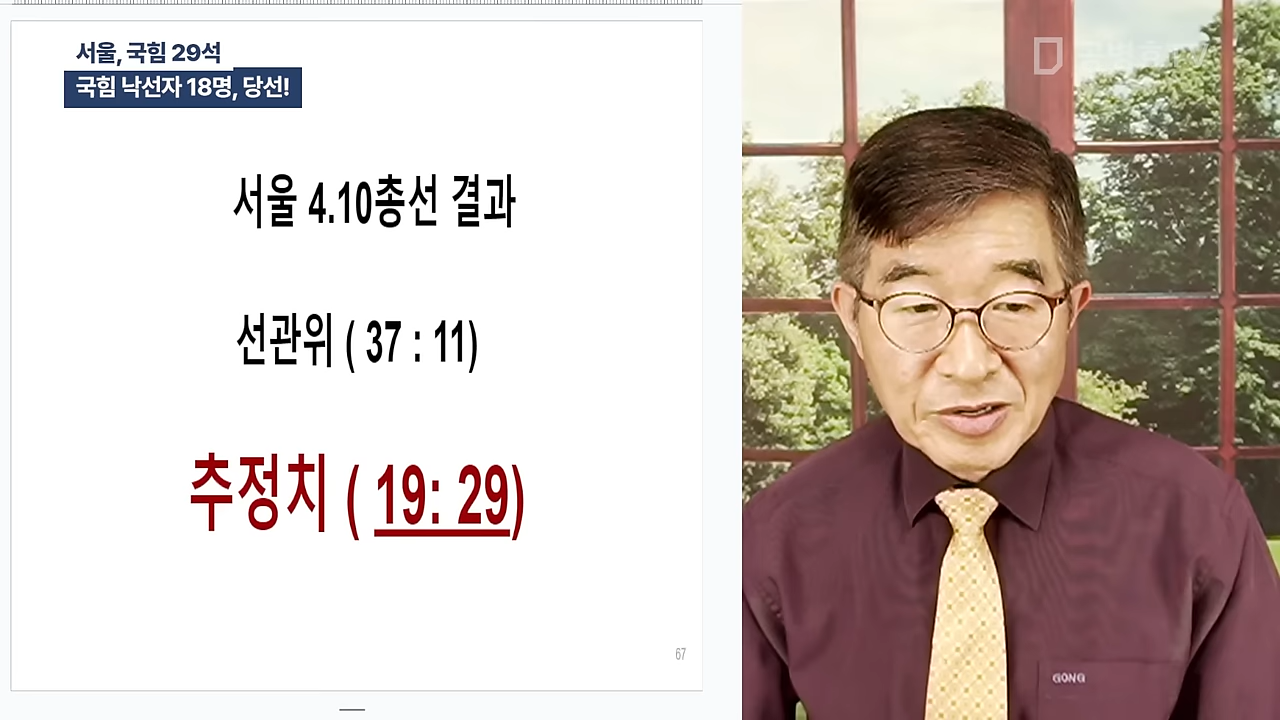 서울, 국힘 29석
국힘 낙선자 18명, 당선!
서울 4.10총선 결과
선관위 ( 37 : 11)
추정치 ( 19: 29)
67
GONG